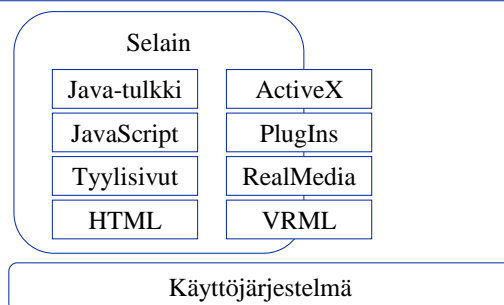 Selain
Java-tulkki ActiveX
JavaScript PlugIns
Tyylisivut RealMedia
HTML VRML
Käyttöjärjestelmä